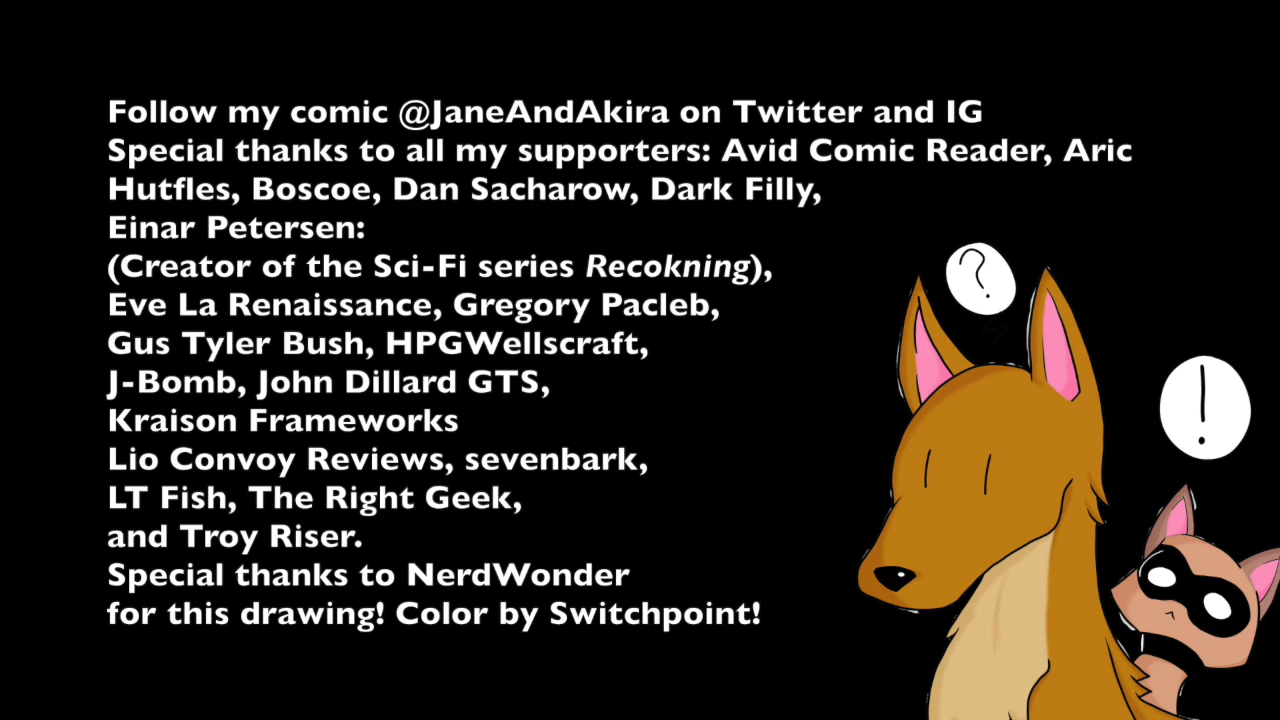 Follow my comic @JaneAndAkira on Twitter and IG
Special thanks to all my supporters: Avid Comic Reader, Aric
Hutfles, Boscoe, Dan Sacharow, Dark Filly,
Einar Petersen:
(Creator of the Sci-Fi series Recokning),
Eve La Renaissance, Gregory Pacleb,
Gus Tyler Bush, HPGWellscraft,
J-Bomb, John Dillard GTS,
Kraison Frameworks
Lio Convoy Reviews, sevenbark,
LT Fish, The Right Geek,
and Troy Riser.
Special thanks to NerdWonder
for this drawing! Color by Switchpoint!
?
!